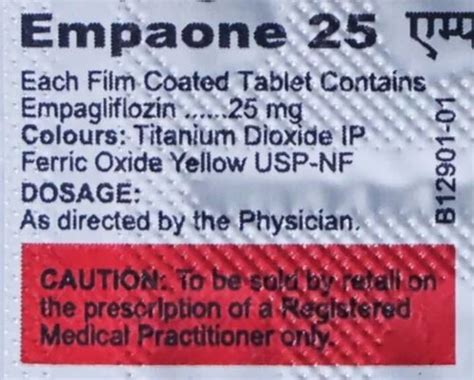 Empaone 25
Each Film Coated Tablet Contains
Empagliflozin ......25 mg
Colours: Titanium Dioxide IP
Ferric Oxide Yellow USP-NF
DOSAGE:
As directed by the Physician.
B12901-01
CAUTION: To be sold by retail on
the prescription of a Registered
Medical Practitioner only.